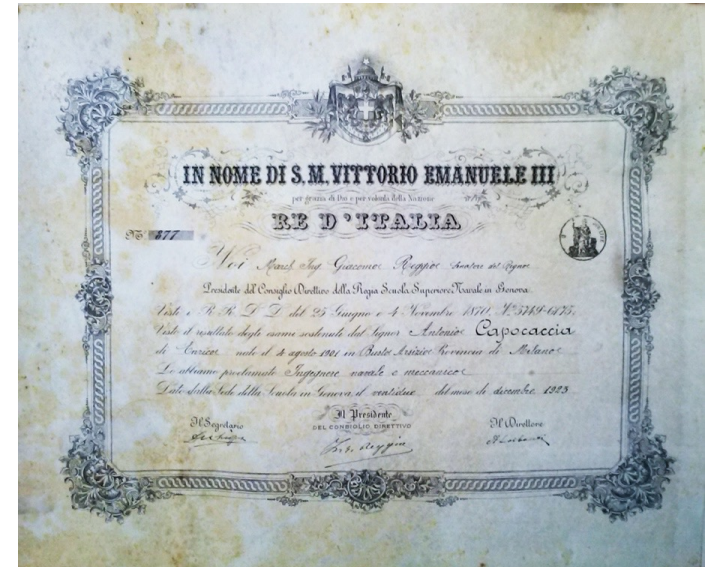 IN NOME DI S. M. VITTORIO EMANUELE III
per grazia di Dio e per volontà della Nazione
RE D'ITALIA
N. 877
Noi March. Ing. Giacomo Reggio Senatore del Regno
Presidente del Consiglio Direttivo della Regia Scuola Superiore Navale in Genova
Visti i R. R. D. D. del 25 Giugno e 4 Novembre 1870, N. 5749-6175.
Visto il risultato degli esami sostenuti dal Signor Antonio Capocaccia
di Enrico nato il 4 agosto 1901 in Busto Arsizio Provincia di Milano
Lo abbiamo proclamato Ingegnere navale e meccanico
Dato dalla Sede della Scuola in Genova il ventidue del mese di dicembre 1923
Il Segretario
Il Presidente
DEL CONSIGLIO DIRETTIVO
Il Direttore
Reggio